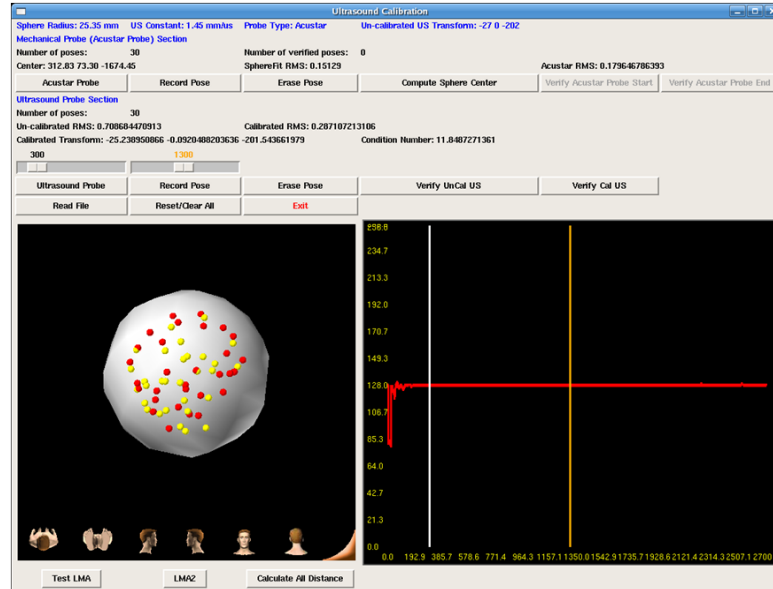 Ultrasound Calibration
Sphere Radius: 25.35 mm US Constant: 1.45 mm/us Probe Type: Acustar Un-calibrated US Transform: -27 0 -202
Mechanical Probe (Acustar Probe) Section
Number of poses: 30 Number of verified poses: 0
Center: 312.83 73.30 -1674.45 SphereFit RMS: 0.15129 Acustar RMS: 0.179646786393
Acustar Probe Record Pose Erase Pose Compute Sphere Center Verify Acustar Probe Start Verify Acustar Probe End
Ultrasound Probe Section
Number of poses: 30
Un-calibrated RMS: 0.708684470913 Calibrated RMS: 0.287107213106
Calibrated Transform: -25.238950866 -0.0920488203636 -201.543661979 Condition Number: 11.8487271361
300 1300
Ultrasound Probe Record Pose Erase Pose Verify UnCal US Verify Cal US
Read File Reset/Clear All Exit
234.7
213.3
192.0
170.7
149.3
128.0
106.7
85.3
64.0
42.7
21.3
0.0
0.0 192.9 385.7 578.6 771.4 964.3 1157.1 1350.0 1542.9 1735.7 1928.6 2121.4 2314.3 2507.1 2700
Test LMA LMA2 Calculate All Distance